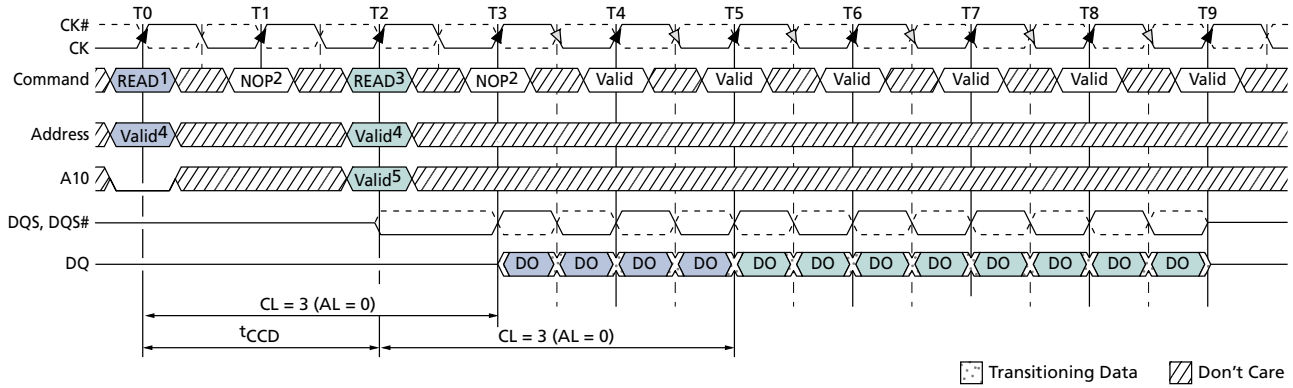 T0 T1 T2 T3 T4 T5 T6 T7 T8 T9
CK#
CK
Command READ1 NOP2 READ3 NOP2 Valid Valid Valid Valid Valid Valid
Address Valid4 Valid4
A10 Valid5
DQS, DQS#
DQ DO DO DO DO DO DO DO DO DO DO DO DO
CL = 3 (AL = 0)
tCCD CL = 3 (AL = 0)
Transitioning Data Don't Care